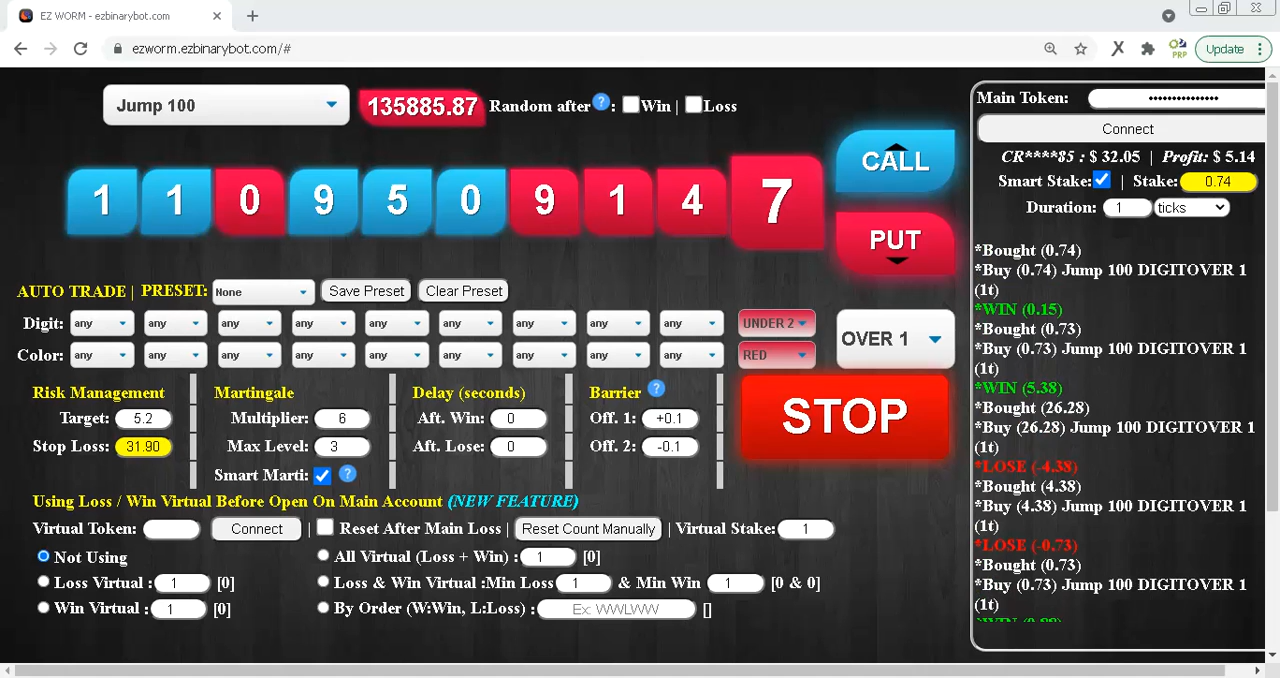 EZ WORM - ezbinarybot.com
ezworm.ezbinarybot.com/#
X
PRP
Update
Jump 100
135885.87
Random after ? : Win | Loss
1 1 0 9 5 0 9 1 4 7
CALL
PUT
AUTO TRADE | PRESET: None Save Preset Clear Preset
Digit: any any any any any any any any any UNDER 2
Color: any any any any any any any any any RED
OVER 1
Risk Management
Target: 5.2
Stop Loss: 31.90
Martingale
Multiplier: 6
Max Level: 3
Smart Marti: ?
Delay (seconds)
Aft. Win: 0
Aft. Lose: 0
Barrier ?
Off. 1: +0.1
Off. 2: -0.1
STOP
Using Loss / Win Virtual Before Open On Main Account (NEW FEATURE)
Virtual Token: Connect | Reset After Main Loss | Reset Count Manually | Virtual Stake: 1
Not Using
All Virtual (Loss + Win) : 1 [0]
Loss Virtual : 1 [0]
Loss & Win Virtual :Min Loss 1 & Min Win 1 [0 & 0]
Win Virtual : 1 [0]
By Order (W:Win, L:Loss) : Ex: WWLWW []
Main Token: •••••••••••••••
Connect
CR****85 : $ 32.05 | Profit: $ 5.14
Smart Stake: | Stake: 0.74
Duration: 1 ticks
*Bought (0.74)
*Buy (0.74) Jump 100 DIGITOVER 1
(1t)
*WIN (0.15)
*Bought (0.73)
*Buy (0.73) Jump 100 DIGITOVER 1
(1t)
*WIN (5.38)
*Bought (26.28)
*Buy (26.28) Jump 100 DIGITOVER 1
(1t)
*LOSE (-4.38)
*Bought (4.38)
*Buy (4.38) Jump 100 DIGITOVER 1
(1t)
*LOSE (-0.73)
*Bought (0.73)
*Buy (0.73) Jump 100 DIGITOVER 1
(1t)